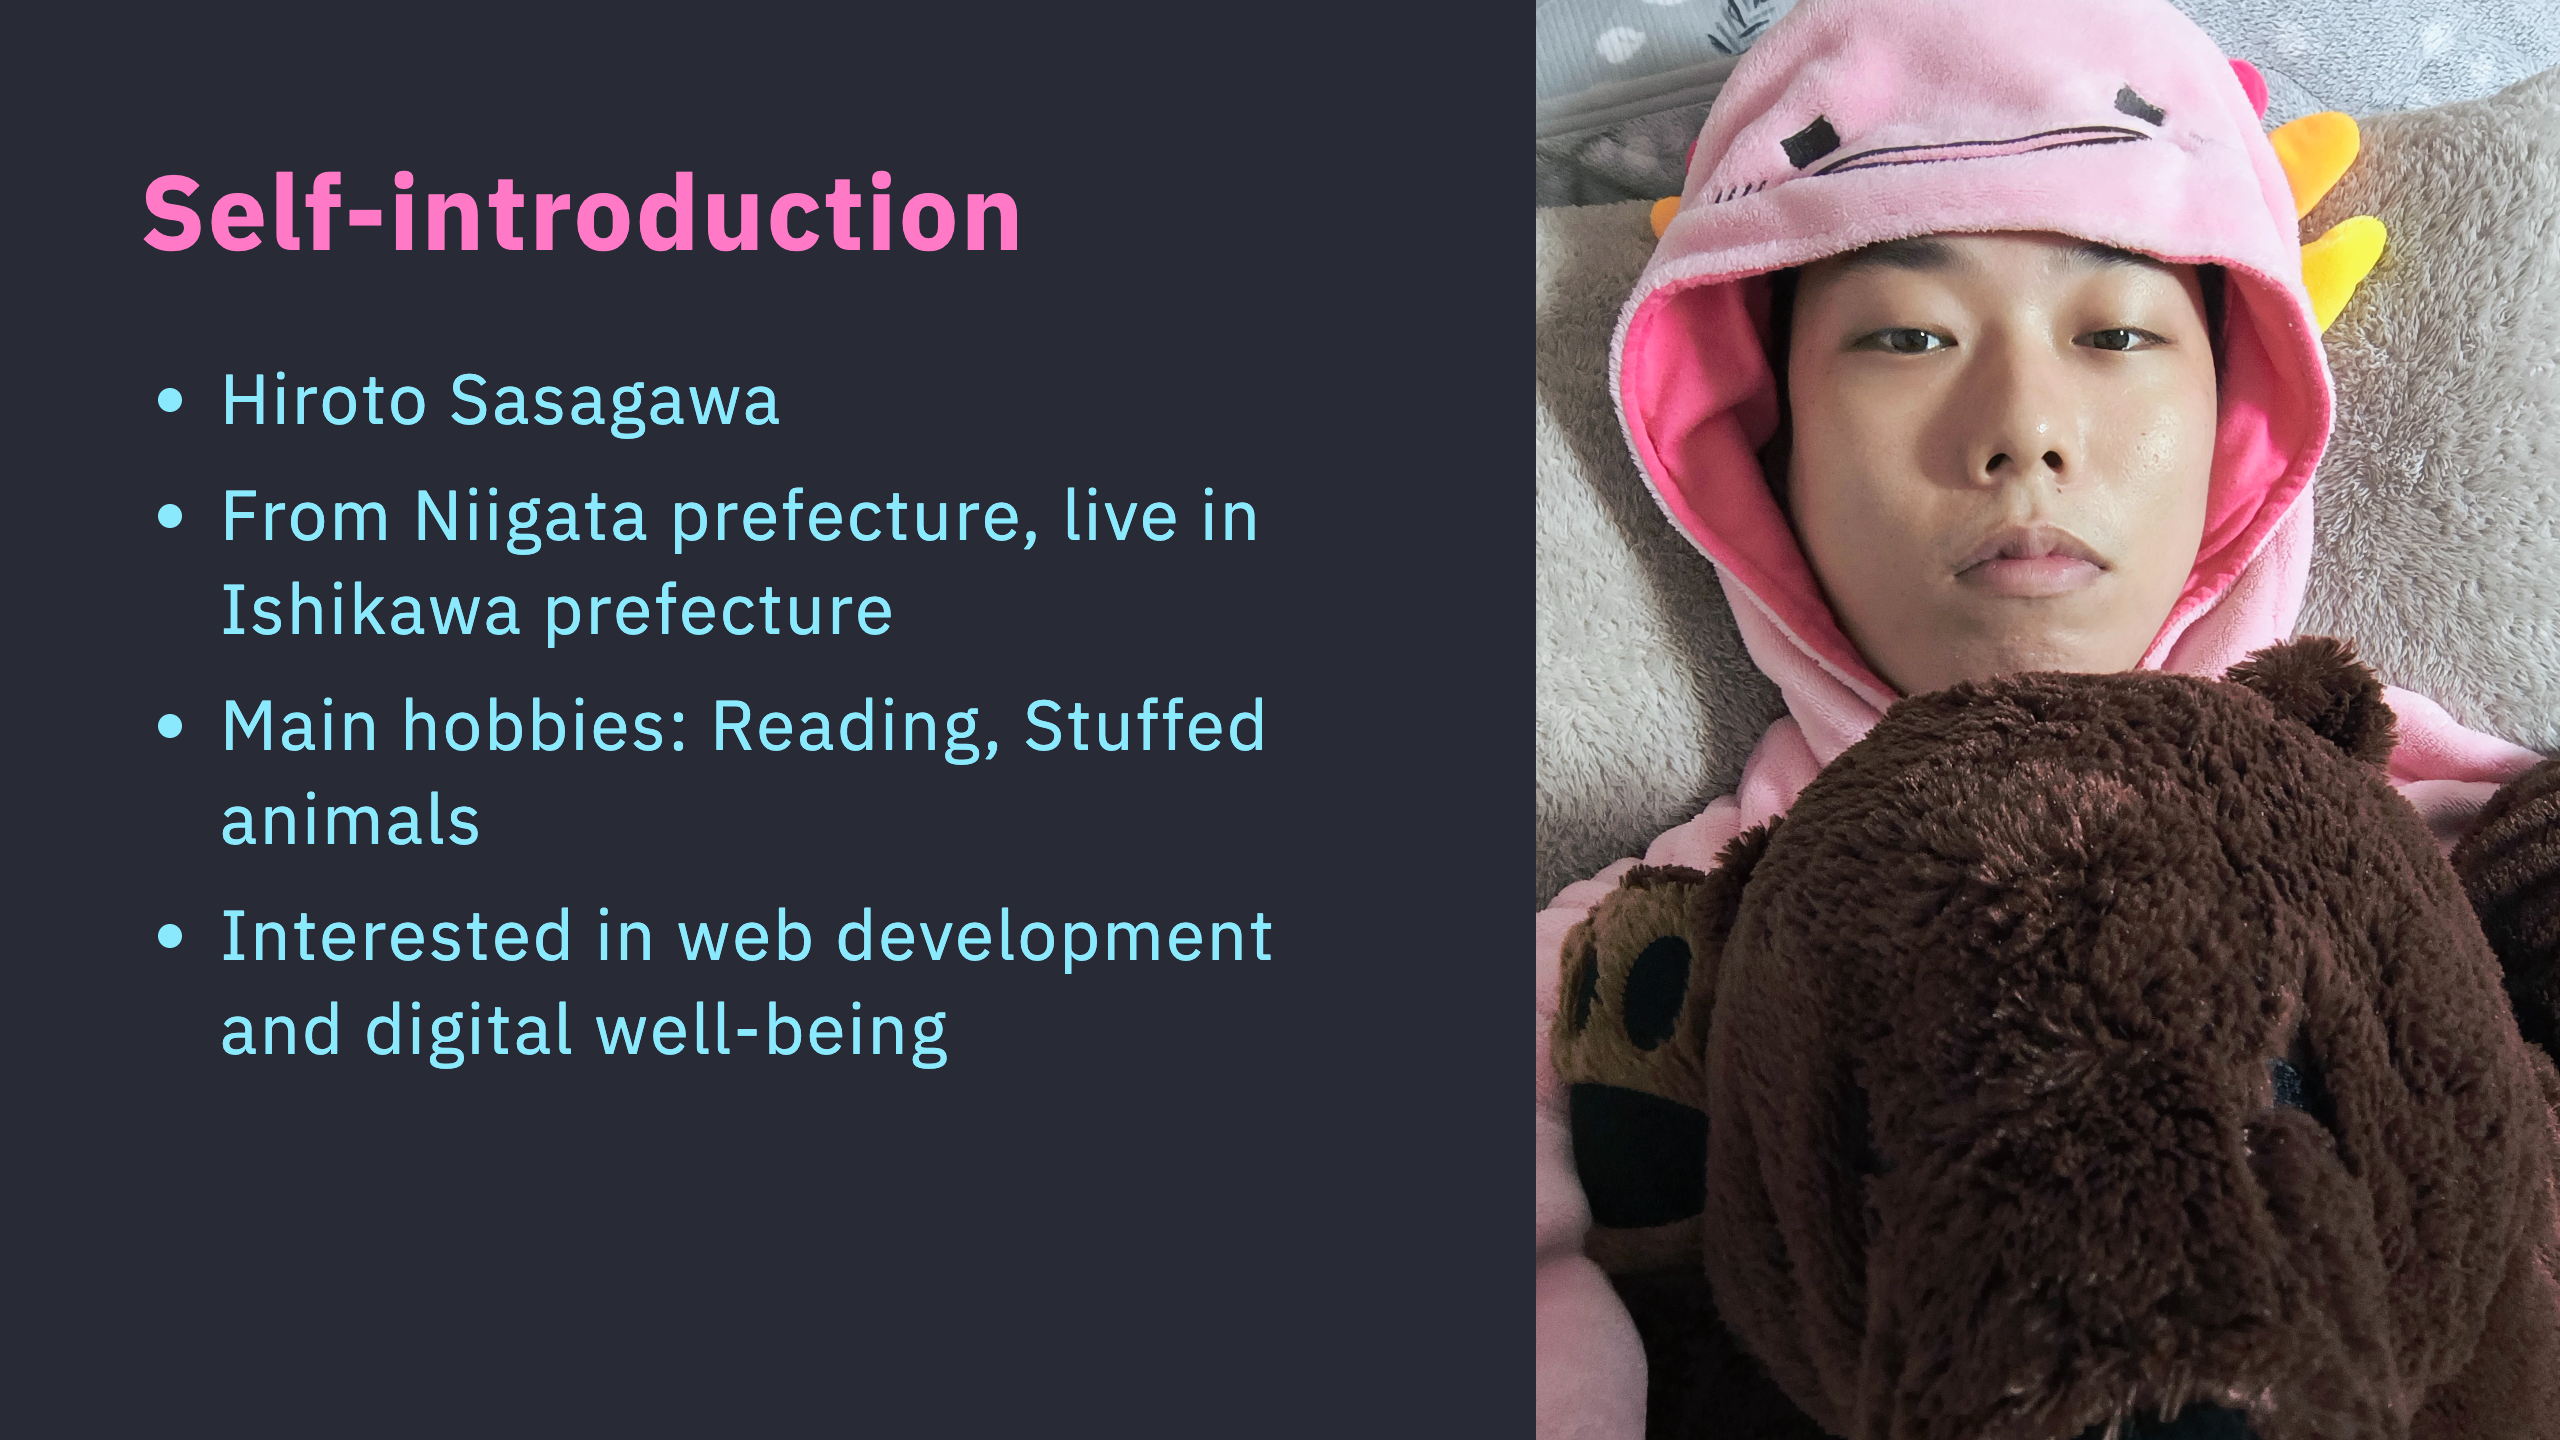 Self-introduction
• Hiroto Sasagawa
• From Niigata prefecture, live in
Ishikawa prefecture
• Main hobbies: Reading, Stuffed
animals
• Interested in web development
and digital well-being